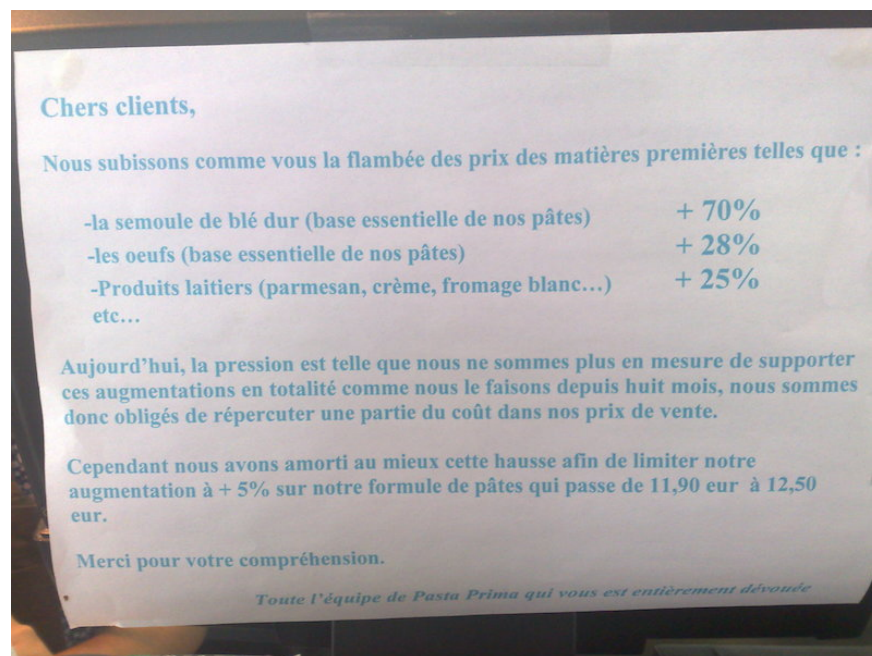 Chers clients,
Nous subissons comme vous la flambée des prix des matières premières telles que :
-la semoule de blé dur (base essentielle de nos pâtes) + 70%
-les oeufs (base essentielle de nos pâtes) + 28%
-Produits laitiers (parmesan, crème, fromage blanc…) + 25%
etc…
Aujourd'hui, la pression est telle que nous ne sommes plus en mesure de supporter
ces augmentations en totalité comme nous le faisons depuis huit mois, nous sommes
donc obligés de répercuter une partie du coût dans nos prix de vente.
Cependant nous avons amorti au mieux cette hausse afin de limiter notre
augmentation à + 5% sur notre formule de pâtes qui passe de 11,90 eur à 12,50
eur.
Merci pour votre compréhension.
Toute l'équipe de Pasta Prima qui vous est entièrement dévouée